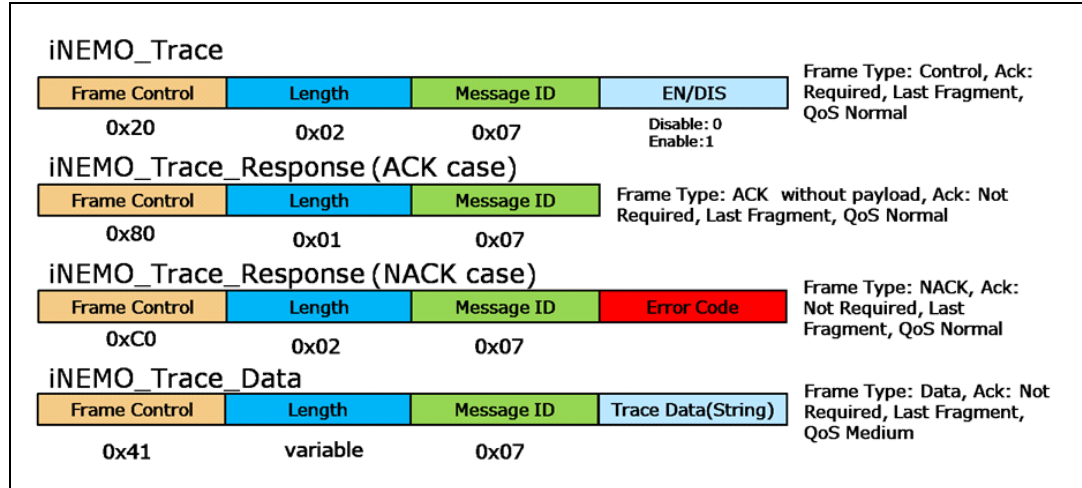 iNEMO_Trace
Frame Control Length Message ID EN/DIS
0x20 0x02 0x07 Disable: 0
Enable:1
Frame Type: Control, Ack:
Required, Last Fragment,
QoS Normal
iNEMO_Trace_Response (ACK case)
Frame Control Length Message ID
0x80 0x01 0x07
Frame Type: ACK without payload, Ack: Not
Required, Last Fragment, QoS Normal
iNEMO_Trace_Response (NACK case)
Frame Control Length Message ID Error Code
0xC0 0x02 0x07
Frame Type: NACK, Ack:
Not Required, Last
Fragment, QoS Normal
iNEMO_Trace_Data
Frame Control Length Message ID Trace Data(String)
0x41 variable 0x07
Frame Type: Data, Ack: Not
Required, Last Fragment,
QoS Medium